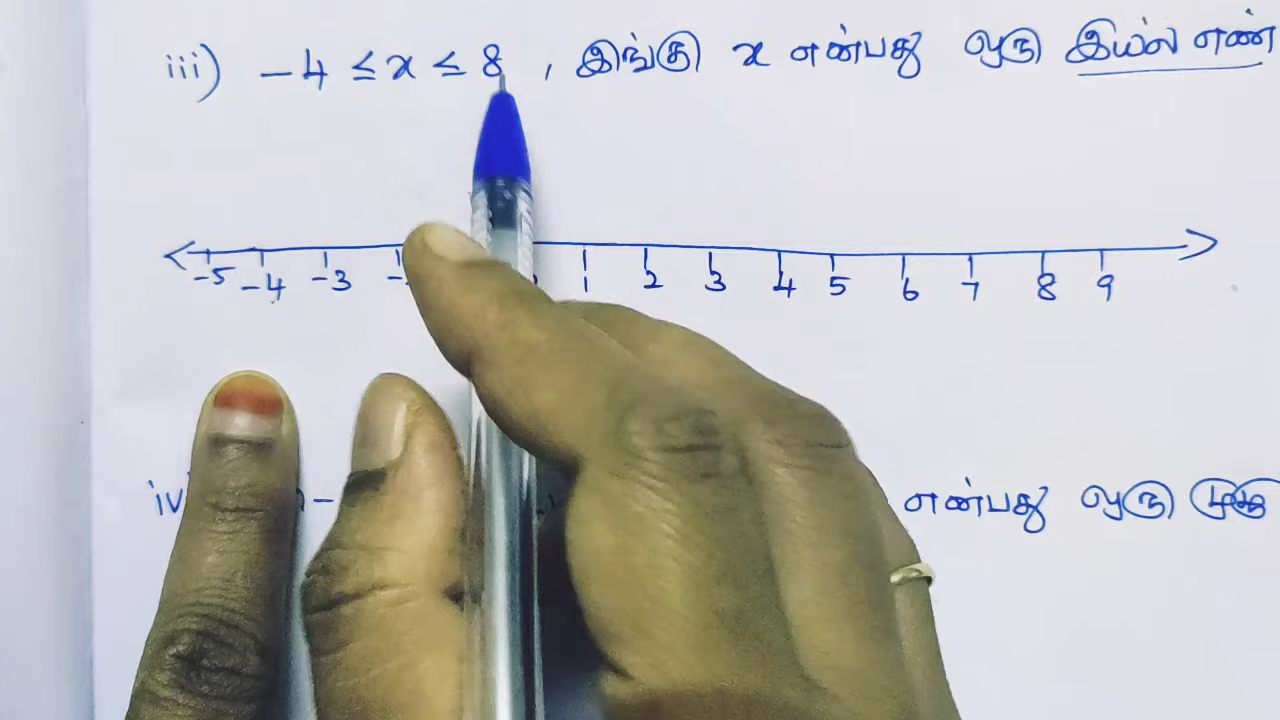 iii) -4 ≤ x ≤ 8 , இங்கு x என்பது ஒரு இயல் எண்
-5 -4 -3 1 2 3 4 5 6 7 8 9
iv என்பது ஒரு முழு